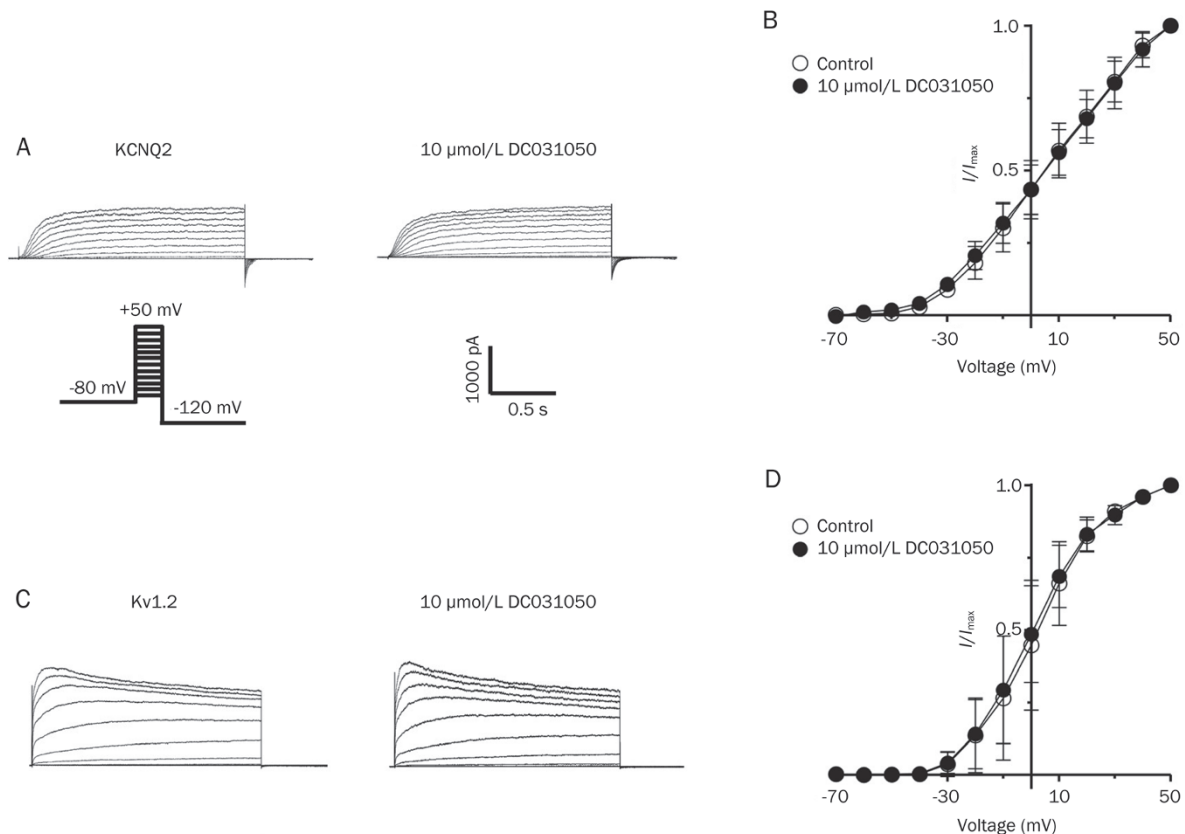 A
KCNQ2
10 μmol/L DC031050
+50 mV
-80 mV
-120 mV
1000 pA
0.5 s
B
Control
10 μmol/L DC031050
1.0
I/Imax
0.5
-70
-30
10
50
Voltage (mV)
C
Kv1.2
10 μmol/L DC031050
D
Control
10 μmol/L DC031050
1.0
I/Imax
0.5
-70
-30
10
50
Voltage (mV)